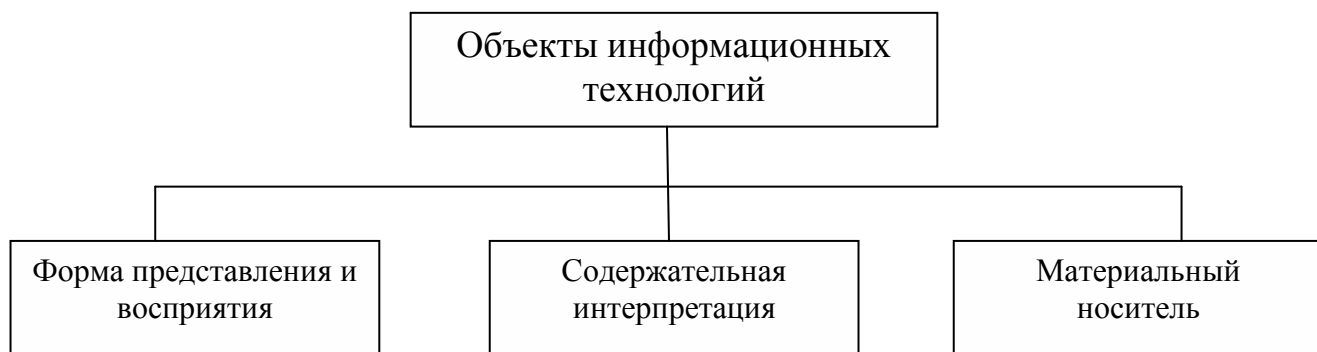 Объекты информационных
технологий
Форма представления и
восприятия
Содержательная
интерпретация
Материальный
носитель